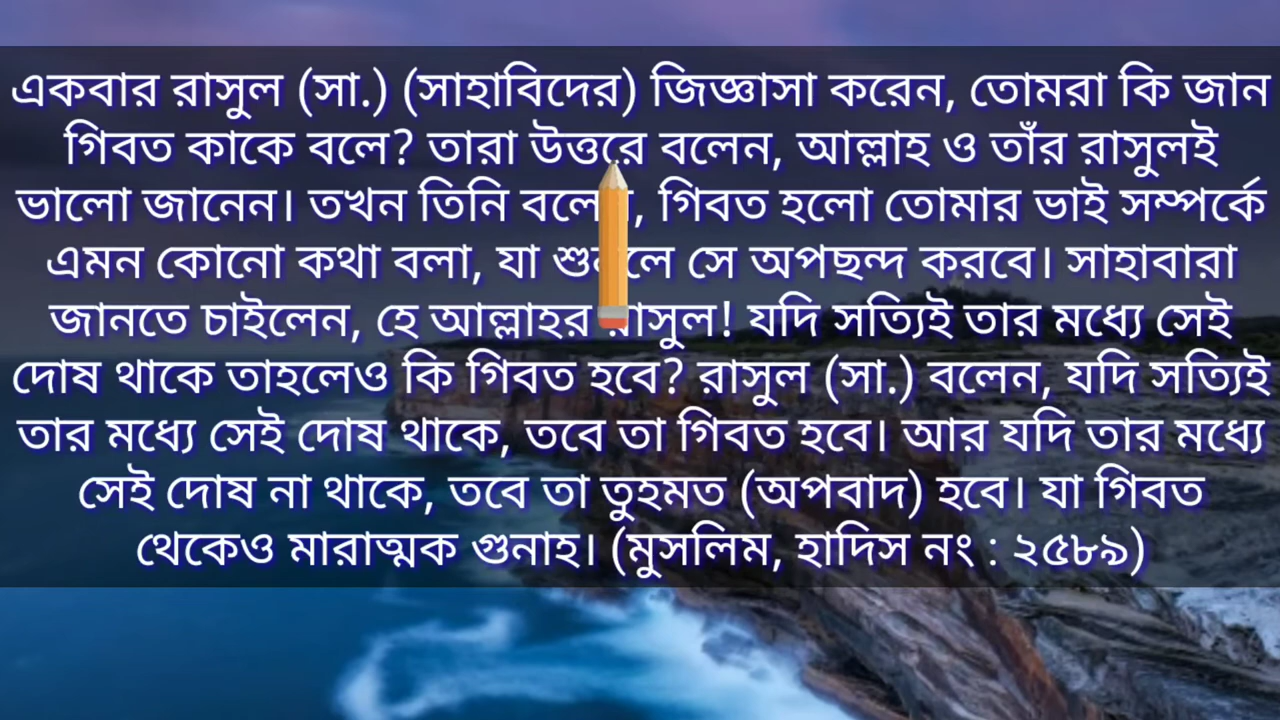 একবার রাসুল (সা.) (সাহাবিদের) জিজ্ঞাসা করেন, তোমরা কি জান
গিবত কাকে বলে? তারা উত্তরে বলেন, আল্লাহ ও তাঁর রাসুলই
ভালো জানেন। তখন তিনি বলেন, গিবত হলো তোমার ভাই সম্পর্কে
এমন কোনো কথা বলা, যা শুনলে সে অপছন্দ করবে। সাহাবারা
জানতে চাইলেন, হে আল্লাহর রাসুল! যদি সত্যিই তার মধ্যে সেই
দোষ থাকে তাহলেও কি গিবত হবে? রাসুল (সা.) বলেন, যদি সত্যিই
তার মধ্যে সেই দোষ থাকে, তবে তা গিবত হবে। আর যদি তার মধ্যে
সেই দোষ না থাকে, তবে তা তুহমত (অপবাদ) হবে। যা গিবত
থেকেও মারাত্মক গুনাহ। (মুসলিম, হাদিস নং : ২৫৮৯)